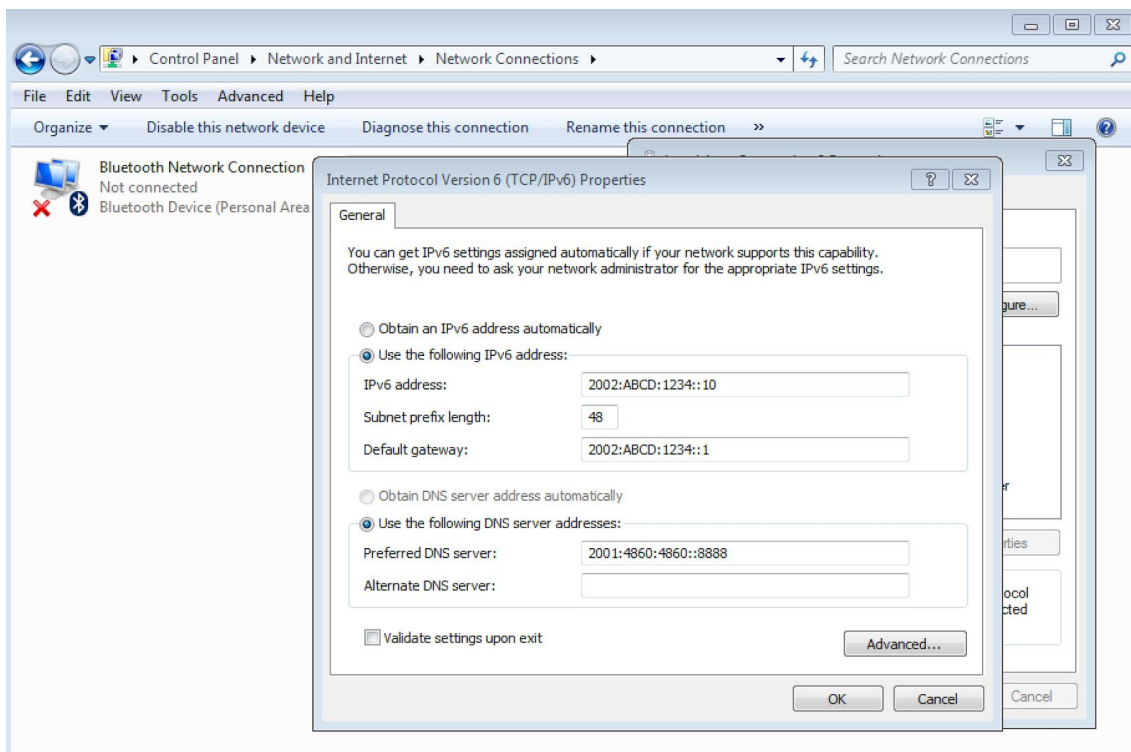 Control Panel ▸ Network and Internet ▸ Network Connections ▸
Search Network Connections
File Edit View Tools Advanced Help
Organize Disable this network device Diagnose this connection Rename this connection »
Bluetooth Network Connection
Not connected
Bluetooth Device (Personal Area
Internet Protocol Version 6 (TCP/IPv6) Properties
General
You can get IPv6 settings assigned automatically if your network supports this capability.
Otherwise, you need to ask your network administrator for the appropriate IPv6 settings.
Obtain an IPv6 address automatically
Use the following IPv6 address:
IPv6 address: 2002:ABCD:1234::10
Subnet prefix length: 48
Default gateway: 2002:ABCD:1234::1
Obtain DNS server address automatically
Use the following DNS server addresses:
Preferred DNS server: 2001:4860:4860::8888
Alternate DNS server:
Validate settings upon exit
Advanced...
OK Cancel
gure...
r
rties
ocol
cted
Cancel